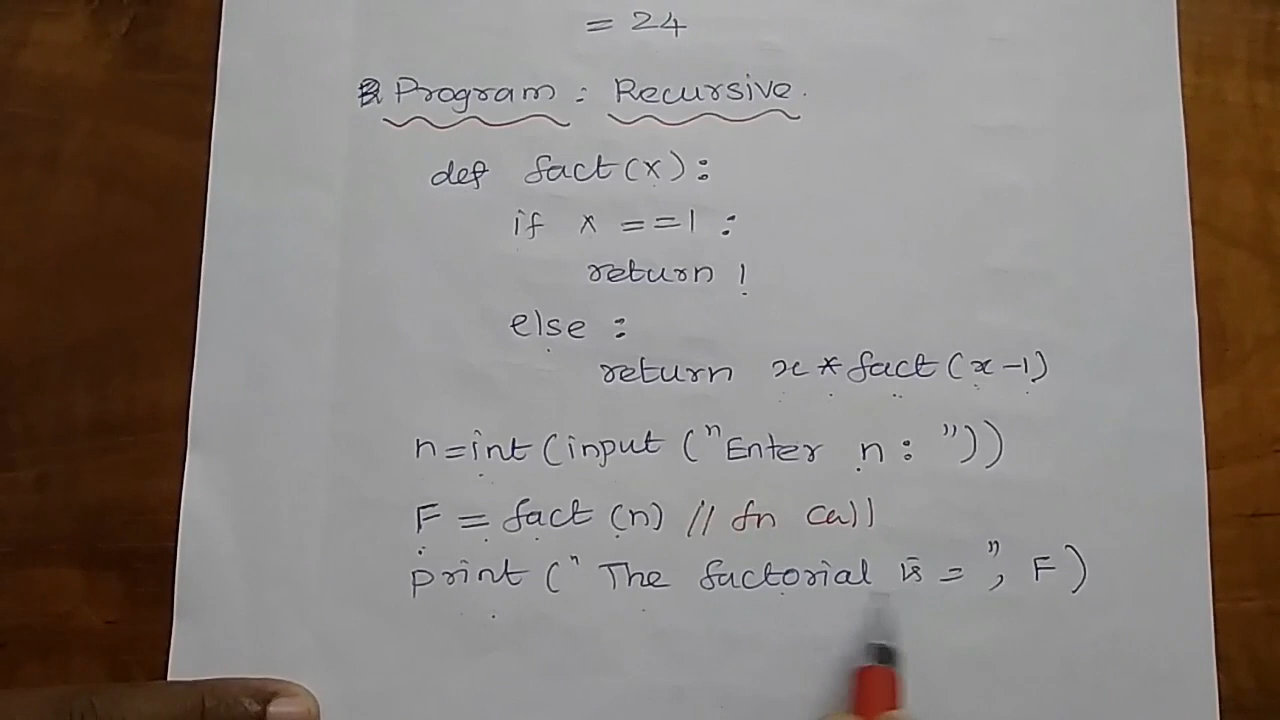 = 24
Program : Recursive.
def fact(x):
if x ==1 :
return 1
else :
return x * fact(x-1)
n=int(input("Enter n : "))
F = fact (n) // fn call
print (" The factorial is = ", F)